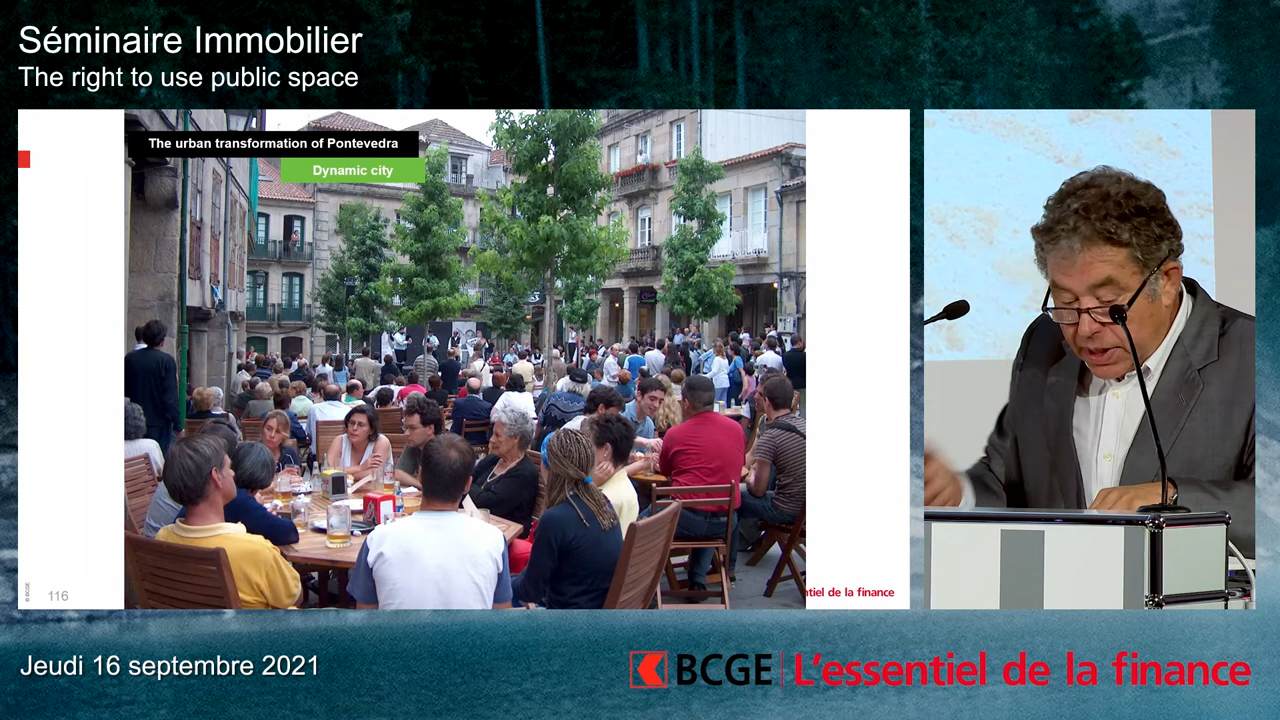 Séminaire Immobilier
The right to use public space
The urban transformation of Pontevedra
Dynamic city
© BCGE
116
tiel de la finance
Jeudi 16 septembre 2021
BCGE L'essentiel de la finance